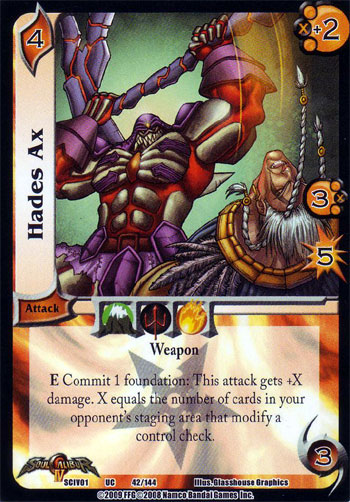 4
X +2
Hades Ax
3
5
Attack
Weapon
E Commit 1 foundation: This attack gets +X
damage. X equals the number of cards in your
opponent's staging area that modify a
control check.
SOULCALIBUR
IV
3
SCIV01 UC 42/144 Illus. Glasshouse Graphics
©2009 FFG ©2008 Namco Bandai Games Inc.